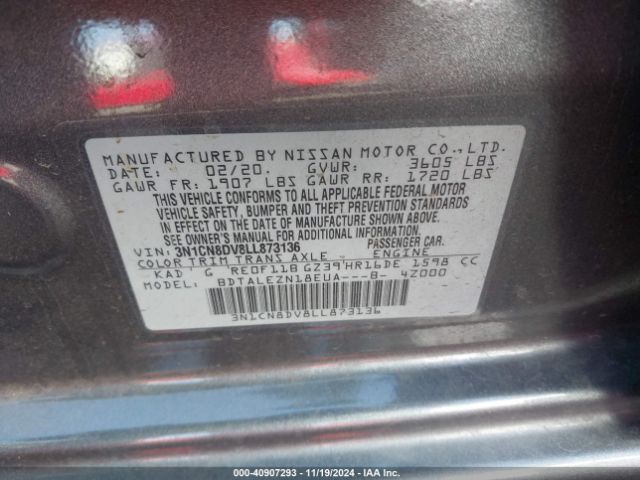 MANUFACTURED BY NISSAN MOTOR CO.,LTD.
DATE: 02/20. GVWR: 3605 LBS
GAWR FR: 1907 LBS GAWR RR: 1720 LBS
THIS VEHICLE CONFORMS TO ALL APPLICABLE FEDERAL MOTOR
VEHICLE SAFETY, BUMPER AND THEFT PREVENTION STANDARDS
IN EFFECT ON THE DATE OF MANUFACTURE SHOWN ABOVE. SEE
OWNER'S MANUAL FOR ADDITIONAL INFORMATION.
VIN: 3N1CN8DV8LL873136 PASSENGER CAR.
COLOR TRIM TRANS AXLE ENGINE
KAD G RE0F11B GZ39 HR16DE 1598 CC
BDTALEZN18EUA---B- 4Z000
3N1CN8DV8LL873136
000-40907293 - 11/19/2024 - IAA Inc.